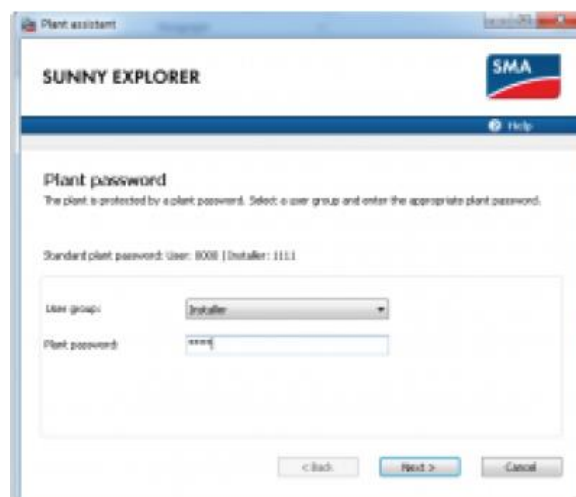 Plant assistant
SUNNY EXPLORER
SMA
Help
Plant password
The plant is protected by a plant password. Select a user group and enter the appropriate plant password.
Standard plant password: User: 0000 | Installer: 1111
User group:
Installer
Plant password:
****
< Back
Next >
Cancel